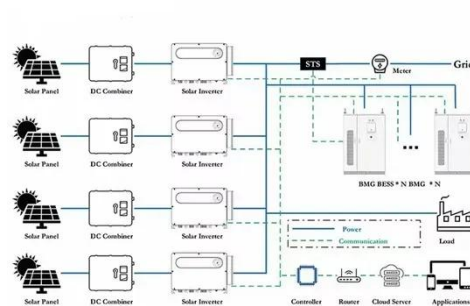 STS
Meter
Grid
Solar Panel
DC Combiner
Solar Inverter
Solar Panel
DC Combiner
Solar Inverter
BMG BESS * N BMG * N
Solar Panel
DC Combiner
Solar Inverter
Power
Communication
Load
Solar Panel
DC Combiner
Solar Inverter
Controller
Router
Cloud Server
Application